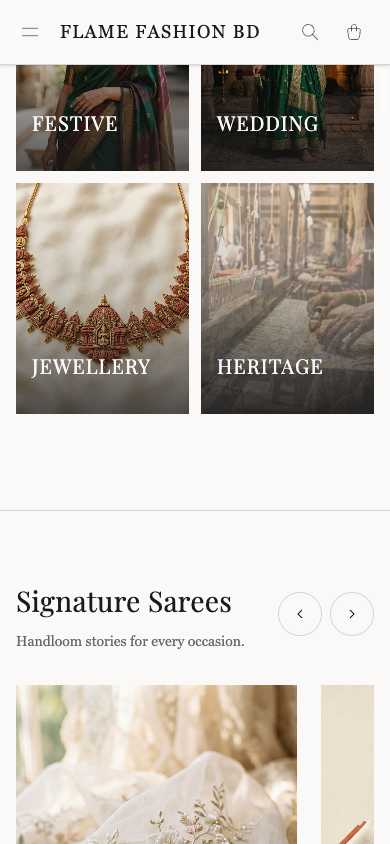 FLAME FASHION BD
FESTIVE
WEDDING
JEWELLERY
HERITAGE
Signature Sarees
Handloom stories for every occasion.